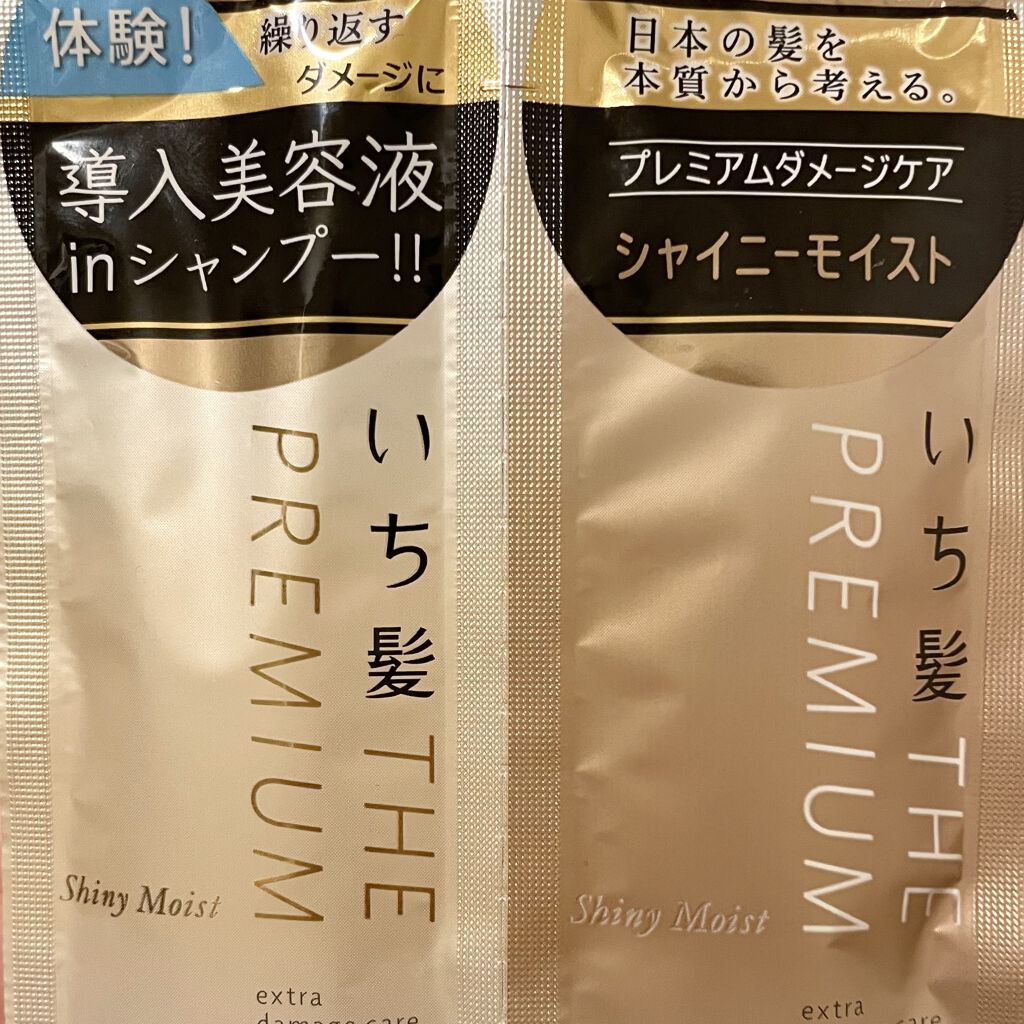 体験!
繰り返す
ダメージに
導入美容液
inシャンプー!!
いち髪 THE
PREMIUM
Shiny Moist
extra
damage care
日本の髪を
本質から考える。
プレミアムダメージケア
シャイニーモイスト
いち髪 THE
PREMIUM
Shiny Moist
extra
care